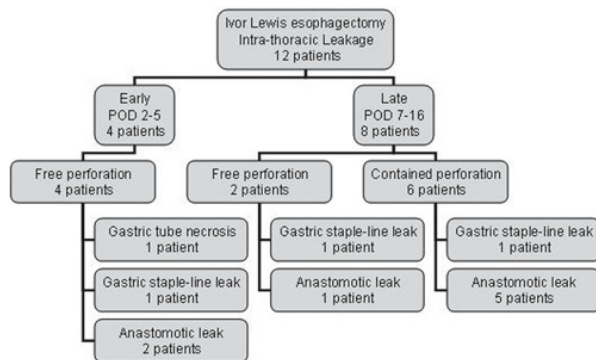 Ivor Lewis esophagectomy
Intra-thoracic Leakage
12 patients
Early
POD 2-5
4 patients
Late
POD 7-16
8 patients
Free perforation
4 patients
Free perforation
2 patients
Contained perforation
6 patients
Gastric tube necrosis
1 patient
Gastric staple-line leak
1 patient
Gastric staple-line leak
1 patient
Gastric staple-line leak
1 patient
Anastomotic leak
1 patient
Anastomotic leak
5 patients
Anastomotic leak
2 patients